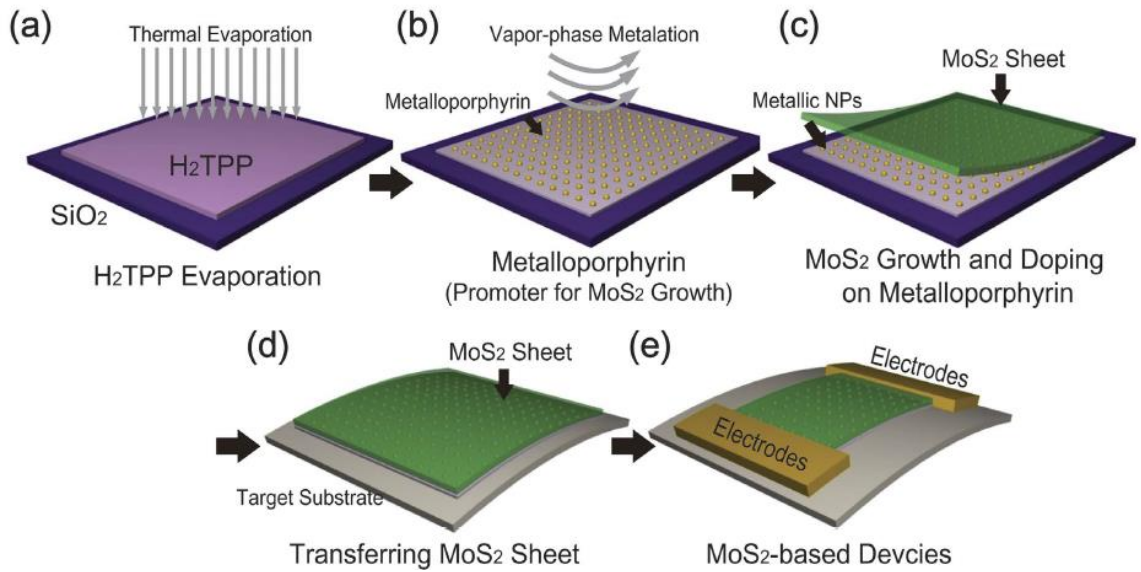 (a)
Thermal Evaporation
H2TPP
SiO2
H2TPP Evaporation
(b)
Vapor-phase Metalation
Metalloporphyrin
Metalloporphyrin
(Promoter for MoS2 Growth)
(c)
MoS2 Sheet
Metallic NPs
MoS2 Growth and Doping
on Metalloporphyrin
(d)
MoS2 Sheet
Target Substrate
Transferring MoS2 Sheet
(e)
Electrodes
Electrodes
MoS2-based Devcies